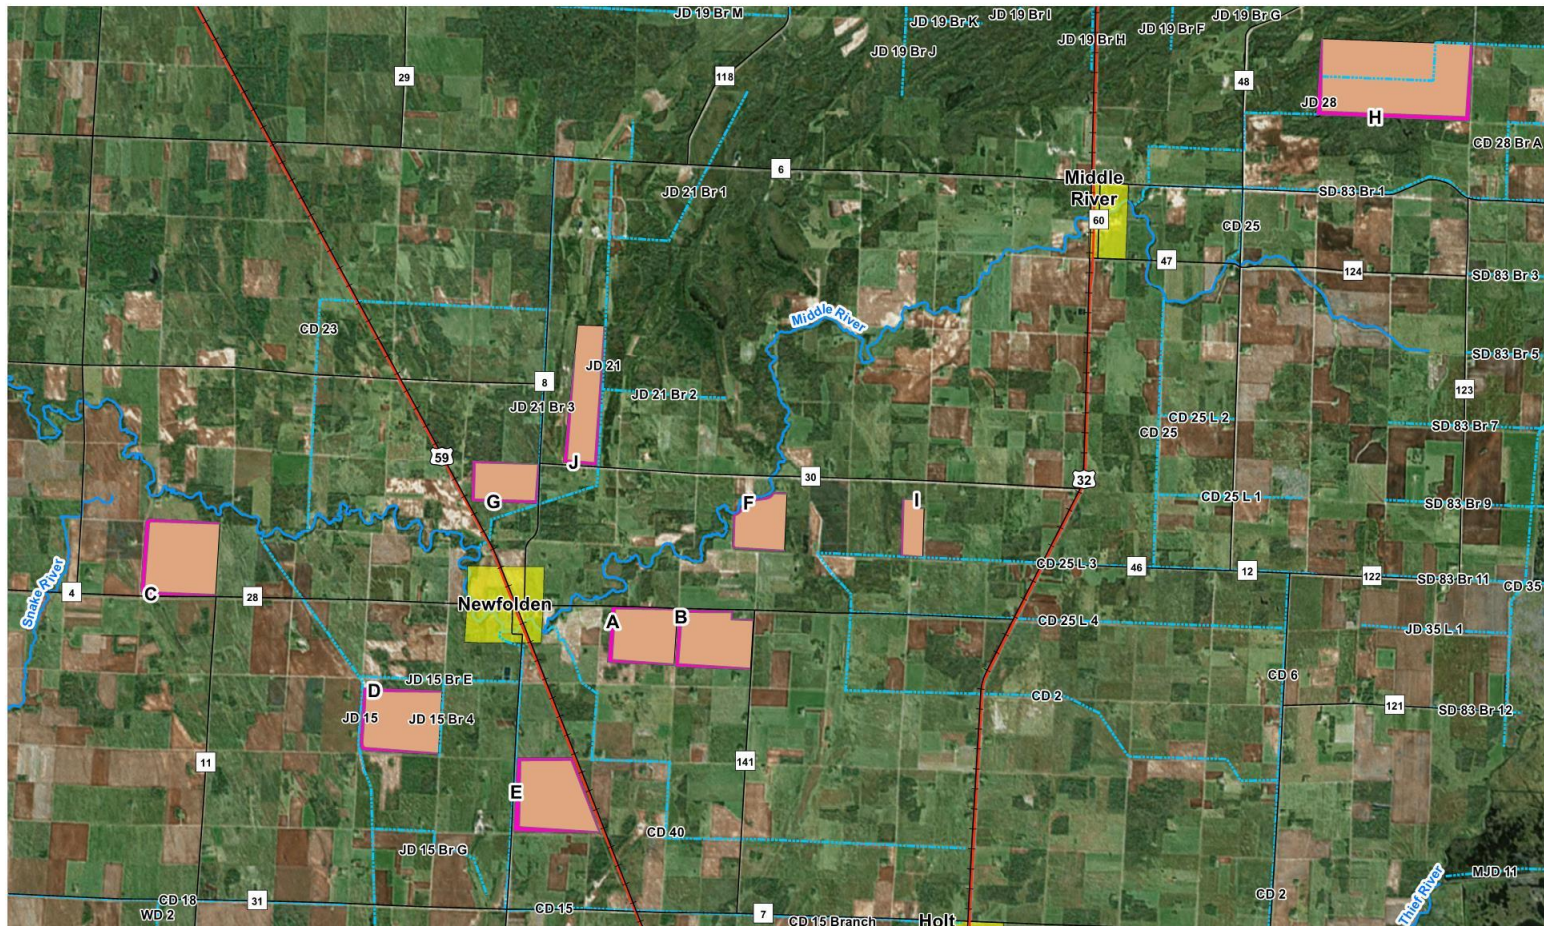 JD 19 Br M
JD 19 Br K
JD 19 Br I
JD 19 Br G
JD 19 Br F
JD 19 Br H
JD 19 Br J
29
118
48
JD 28
H
CD 28 Br A
6
Middle
River
JD 21 Br 1
SD 83 Br 1
60
CD 25
47
124
SD 83 Br 3
CD 23
Middle River
SD 83 Br 5
JD 21
8
123
JD 21 Br 2
JD 21 Br 3
CD 25 L 2
SD 83 Br 7
CD 25
59
J
30
32
G
F
I
CD 25 L 1
SD 83 Br 9
CD 25 L 3
46
12
122
SD 83 Br 11
CD 35
Snake River
4
C
28
Newfolden
A
B
CD 25 L 4
JD 35 L 1
JD 15 Br E
CD 6
D
CD 2
121
SD 83 Br 12
JD 15
JD 15 Br 4
11
141
E
CD 40
JD 15 Br G
MJD 11
Thief River
CD 18
31
CD 2
WD 2
CD 15
7
CD 15 Branch
Holt